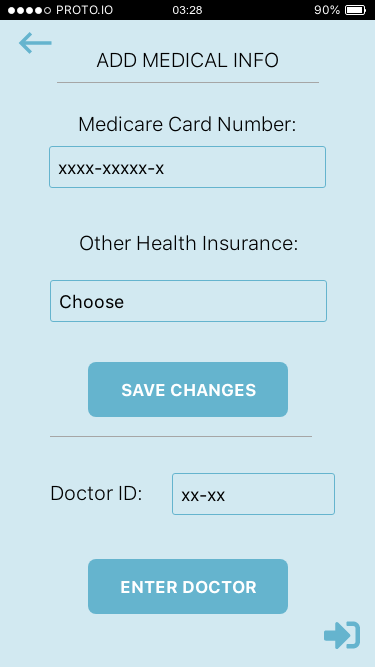 PROTO.IO 03:28 90%
ADD MEDICAL INFO
Medicare Card Number:
xxxx-xxxxx-x
Other Health Insurance:
Choose
SAVE CHANGES
Doctor ID: xx-xx
ENTER DOCTOR